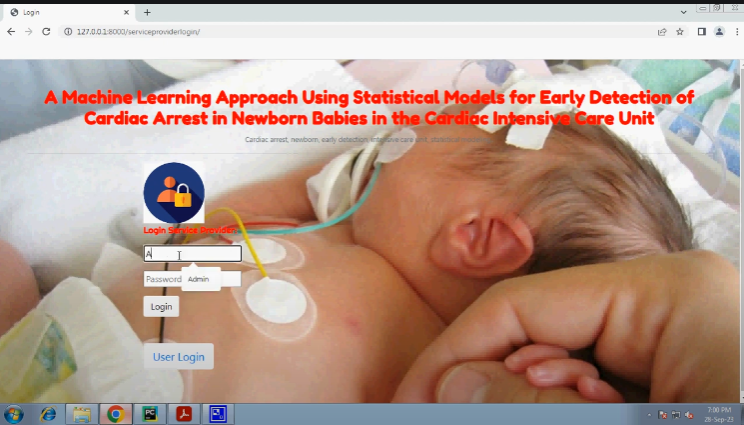 Login
127.0.0.1:8000/serviceproviderlogin/
A Machine Learning Approach Using Statistical Models for Early Detection of
Cardiac Arrest in Newborn Babies in the Cardiac Intensive Care Unit
Cardiac arrest, newborn, early detection, intensive care unit, statistical
Login Service Provider
A
Password
Admin
Login
User Login
7:00 PM
28-Sep-23